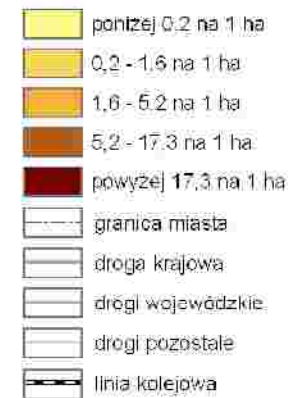 poniżej 0.2 na 1 ha
0,2 - 1,6 na 1 ha
1,6 - 5.2 na 1 ha
5,2 - 17.3 na 1 ha
powyżej 17,3 na 1 ha
granica miasta
droga krajowa
drogi wojewódzkie
drogi pozostałe
linia kolejowa